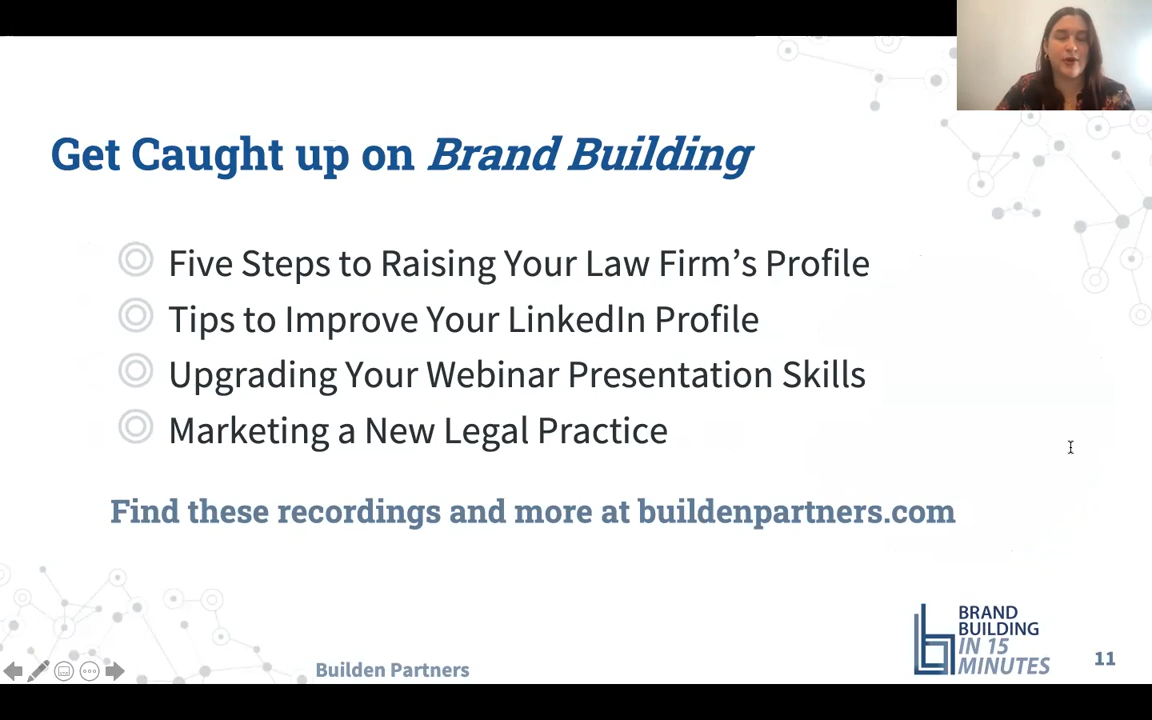 Get Caught up on Brand Building
Five Steps to Raising Your Law Firm’s Profile
Tips to Improve Your LinkedIn Profile
Upgrading Your Webinar Presentation Skills
Marketing a New Legal Practice
Find these recordings and more at buildenpartners.com
Builden Partners
BRAND
BUILDING
IN 15
MINUTES
11